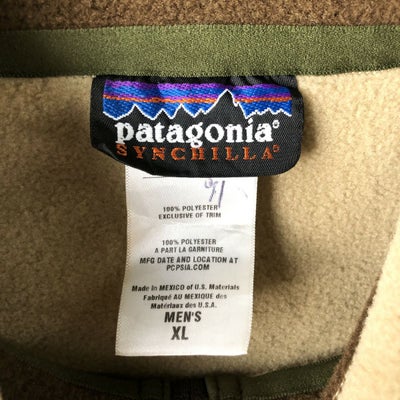 patagonia®
SYNCHILLA®
100% POLYESTER
EXCLUSIVE OF TRIM
100% POLYESTER
A PART LA GARNITURE
MFG DATE AND LOCATION AT
PCPSIA.COM
Made in MEXICO of U.S. Materials
Fabriqué AU MEXIQUE des
Matériaux des U.S.A.
MEN'S
XL